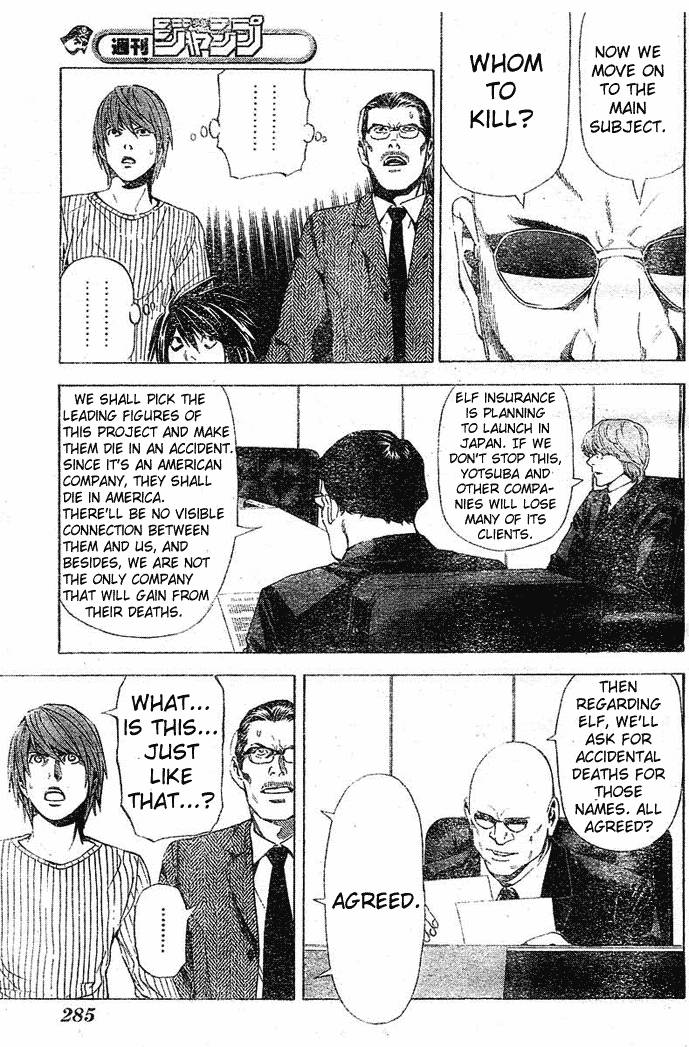 週刊
少年ジャンプ
NOW WE
MOVE ON
TO THE
MAIN
SUBJECT.
WHOM
TO
KILL?
ELF INSURANCE
IS PLANNING
TO LAUNCH IN
JAPAN. IF WE
DON'T STOP THIS,
YOTSUBA AND
OTHER COMPA-
NIES WILL LOSE
MANY OF ITS
CLIENTS.
WE SHALL PICK THE
LEADING FIGURES OF
THIS PROJECT AND MAKE
THEM DIE IN AN ACCIDENT.
SINCE IT'S AN AMERICAN
COMPANY, THEY SHALL
DIE IN AMERICA.
THERE'LL BE NO VISIBLE
CONNECTION BETWEEN
THEM AND US, AND
BESIDES, WE ARE NOT
THE ONLY COMPANY
THAT WILL GAIN FROM
THEIR DEATHS.
THEN
REGARDING
ELF, WE'LL
ASK FOR
ACCIDENTAL
DEATHS FOR
THOSE
NAMES. ALL
AGREED?
AGREED.
WHAT...
IS THIS...
JUST
LIKE
THAT...?
285